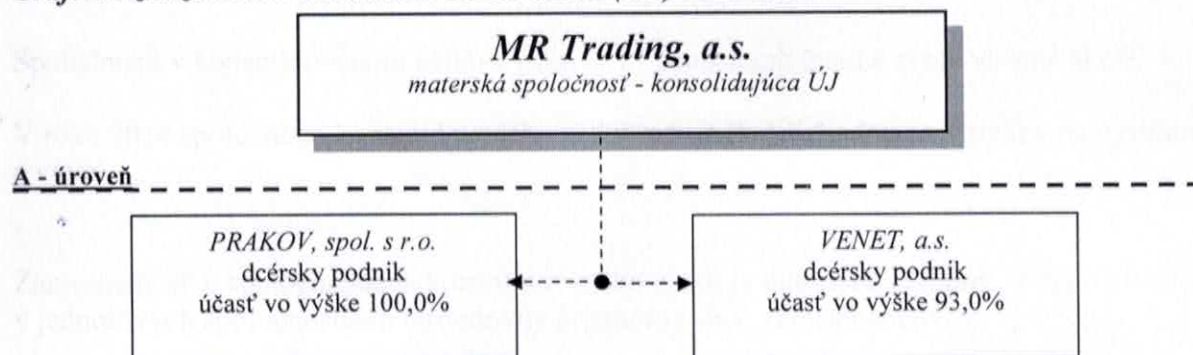 MR Trading, a.s.
materská spoločnosť - konsolidujúca ÚJ
A - úroveň
PRAKOV, spol. s r.o.
dcérsky podnik
účasť vo výške 100,0%
VENET, a.s.
dcérsky podnik
účasť vo výške 93,0%